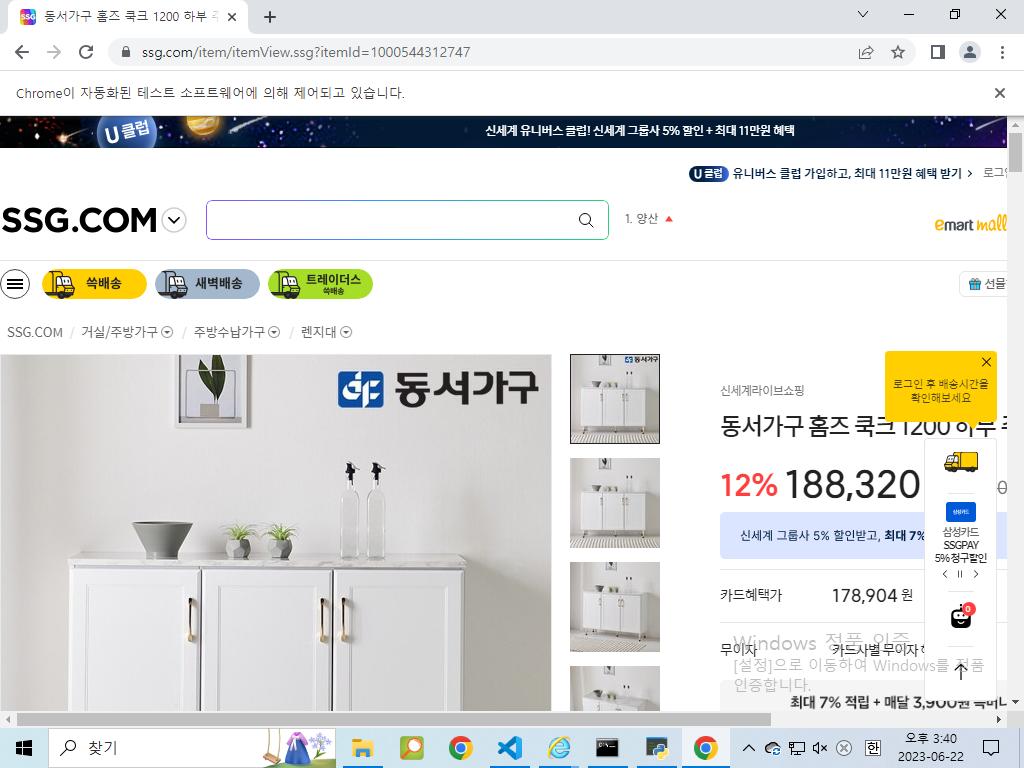 동서가구 홈즈 쿡크 1200 하부
ssg.com/item/itemView.ssg?itemId=1000544312747
Chrome이 자동화된 테스트 소프트웨어에 의해 제어되고 있습니다.
U클럽
신세계 유니버스 클럽! 신세계 그룹사 5% 할인 + 최대 11만원 혜택
U클럽 유니버스 클럽 가입하고, 최대 11만원 혜택 받기 > 로그인
SSG.COM
1. 양산
emart mall
쓱배송
새벽배송
트레이더스
쓱배송
선물
SSG.COM / 거실/주방가구 / 주방수납가구 / 렌지대
동서가구
동서가구
신세계라이브쇼핑
로그인 후 배송시간을
확인해보세요
동서가구 홈즈 쿡크 1200 하부
12% 188,320
신세계 그룹사 5% 할인받고, 최대 7%
삼성카드
삼성카드
SSGPAY
5% 청구할인
카드혜택가 178,904 원
0
무이자 카드사별 무이자
Windows 정품 인증
[설정]으로 이동하여 Windows를 정품
인증합니다.
최대 7% 적립 + 매달 3,900원
찾기
한
오후 3:40
2023-06-22